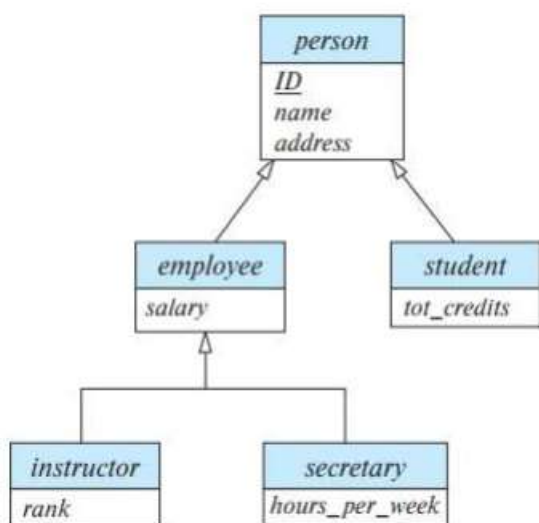 person
ID
name
address
employee
salary
student
tot_credits
instructor
rank
secretary
hours_per_week